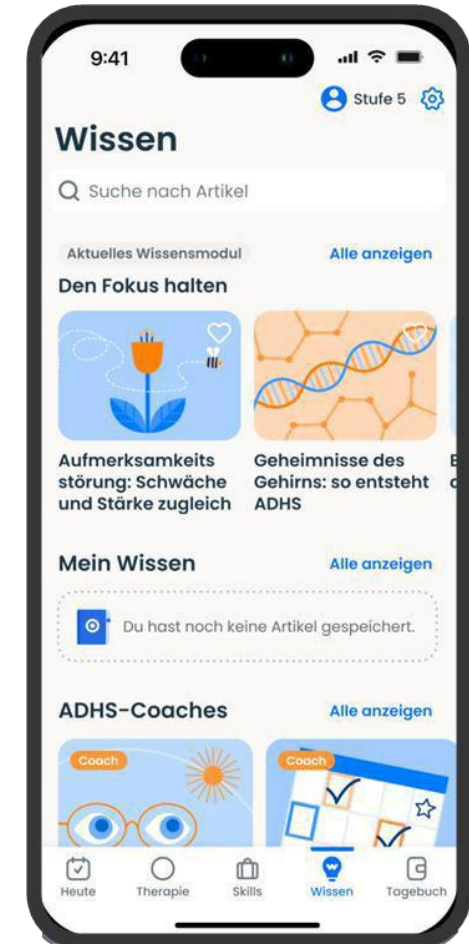 9:41
Stufe 5
Wissen
Suche nach Artikel
Aktuelles Wissensmodul
Alle anzeigen
Den Fokus halten
Aufmerksamkeits
störung: Schwäche
und Stärke zugleich
Geheimnisse des
Gehirns: so entsteht
ADHS
Mein Wissen
Alle anzeigen
Du hast noch keine Artikel gespeichert.
ADHS-Coaches
Alle anzeigen
Coach
Coach
Heute
Therapie
Skills
Wissen
Tagebuch